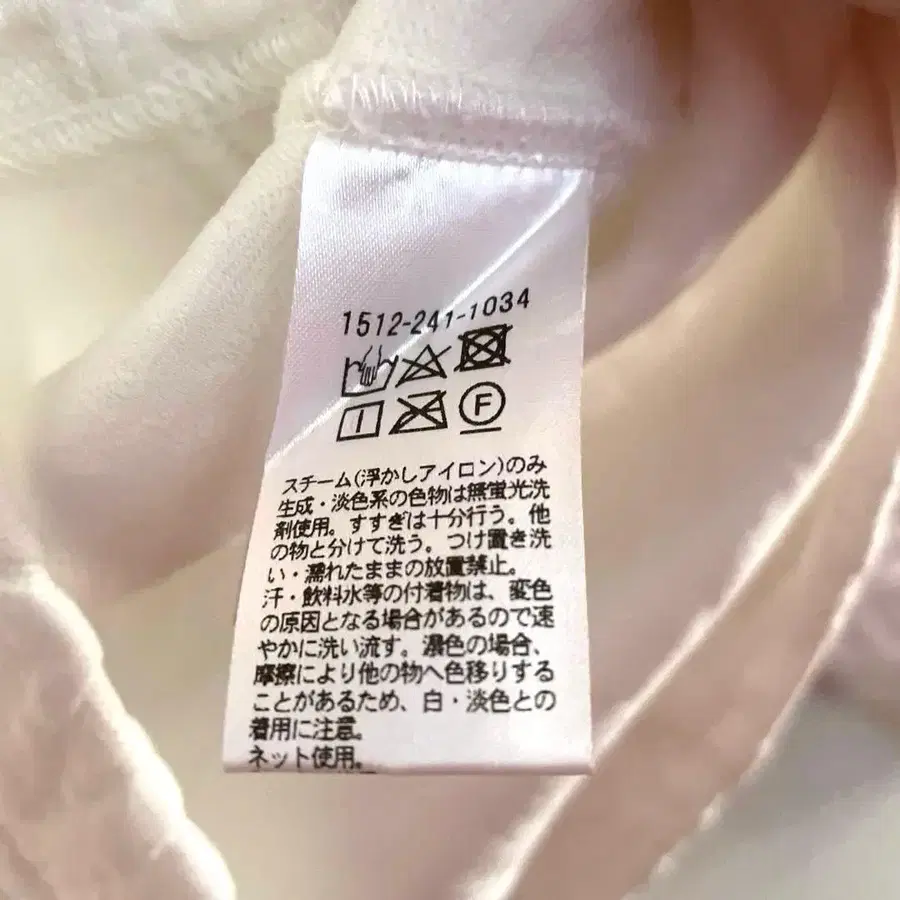 1512-241-1034
F
スチーム(浮かしアイロン)のみ
生成・淡色系の色物は無蛍光洗
剤使用。すすぎは十分行う。他
の物と分けて洗う。つけ置き洗
い・濡れたままの放置禁止。
汗・飲料水等の付着物は、変色
の原因となる場合があるので速
やかに洗い流す。濃色の場合、
摩擦により他の物へ色移りする
ことがあるため、白・淡色との
着用に注意。
ネット使用。